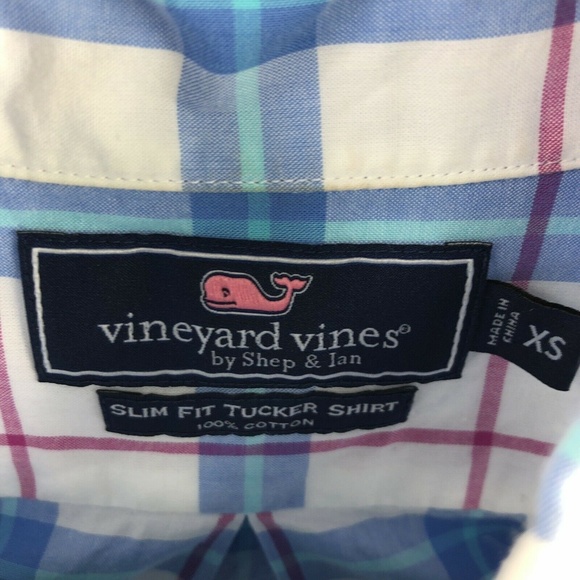 vineyard vines®
by Shep & Ian
SLIM FIT TUCKER SHIRT
100% COTTON
MADE IN
CHINA
XS